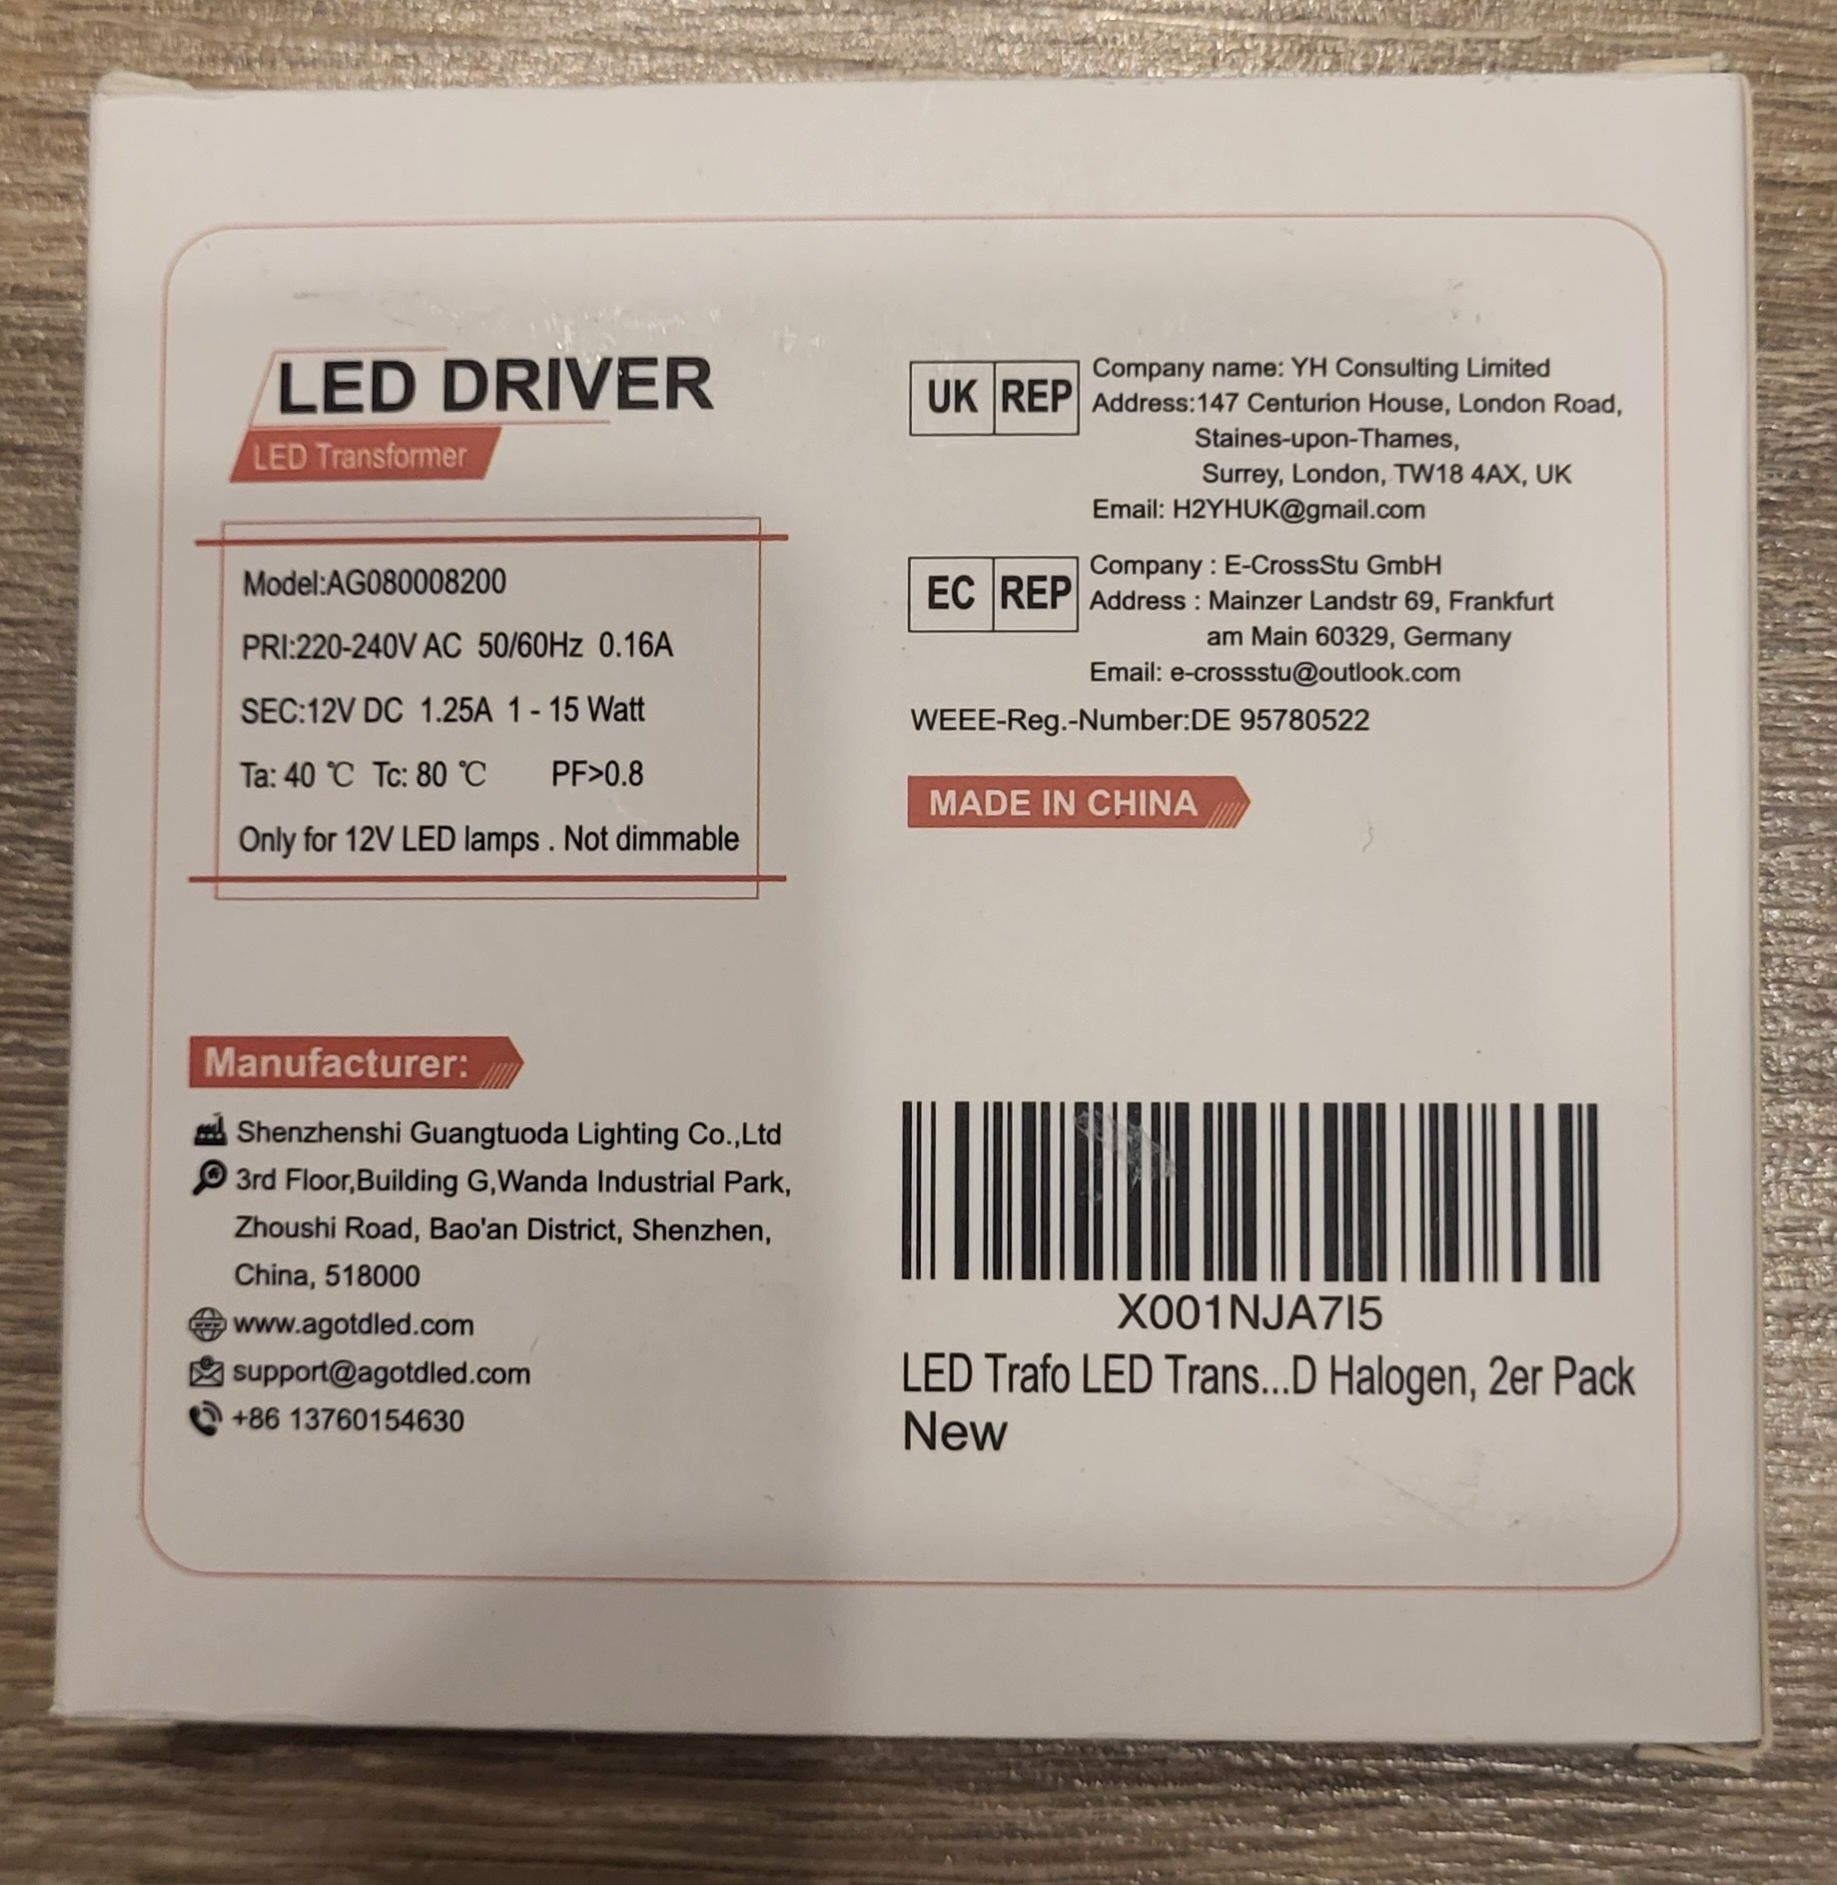 LED DRIVER
LED Transformer
Model:AG080008200
PRI:220-240V AC 50/60Hz 0.16A
SEC:12V DC 1.25A 1 - 15 Watt
Ta: 40 ℃ Tc: 80 ℃ PF>0.8
Only for 12V LED lamps . Not dimmable
Manufacturer:
Shenzhenshi Guangtuoda Lighting Co.,Ltd
3rd Floor,Building G,Wanda Industrial Park,
Zhoushi Road, Bao'an District, Shenzhen,
China, 518000
www.agotdled.com
support@agotdled.com
+86 13760154630
UK REP
Company name: YH Consulting Limited
Address:147 Centurion House, London Road,
Staines-upon-Thames,
Surrey, London, TW18 4AX, UK
Email: H2YHUK@gmail.com
EC REP
Company : E-CrossStu GmbH
Address : Mainzer Landstr 69, Frankfurt
am Main 60329, Germany
Email: e-crossstu@outlook.com
WEEE-Reg.-Number:DE 95780522
MADE IN CHINA
X001NJA7I5
LED Trafo LED Trans...D Halogen, 2er Pack
New